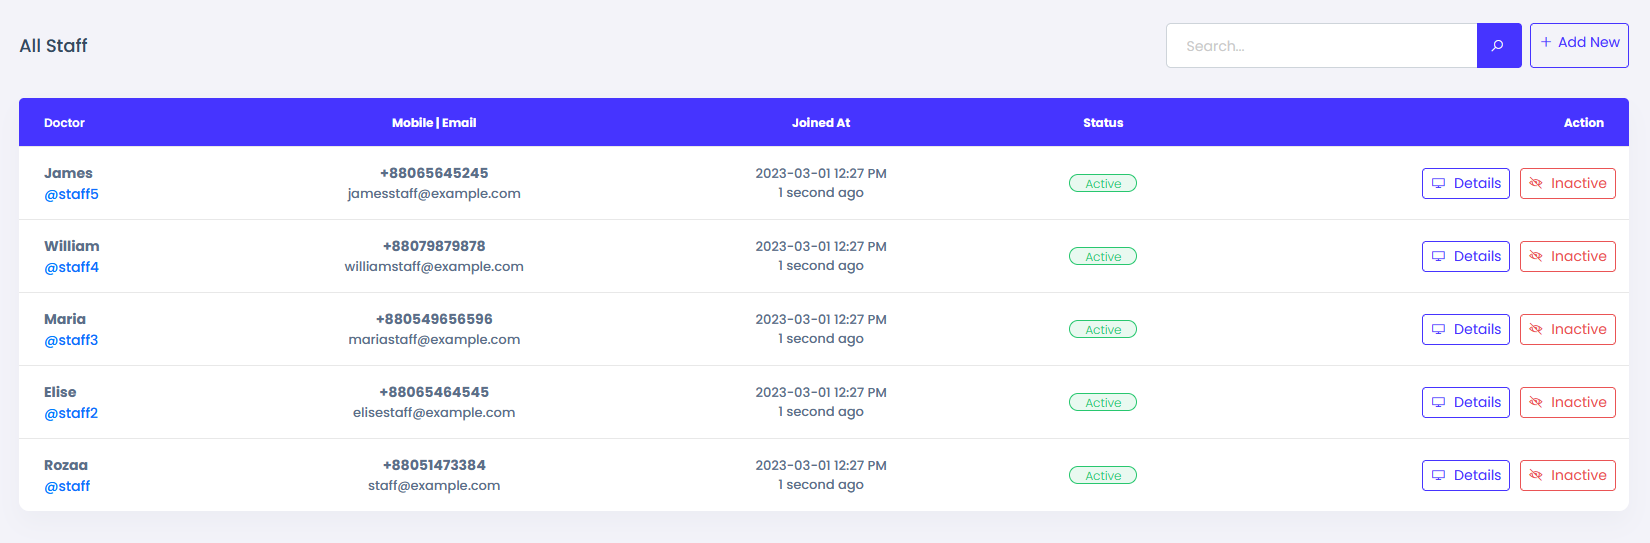 All Staff
Search...
Add New
Doctor Mobile | Email Joined At Status Action
James +88065645245 2023-03-01 12:27 PM Active Details Inactive
@staff5 jamesstaff@example.com 1 second ago
William +88079879878 2023-03-01 12:27 PM Active Details Inactive
@staff4 williamstaff@example.com 1 second ago
Maria +880549656596 2023-03-01 12:27 PM Active Details Inactive
@staff3 mariastaff@example.com 1 second ago
Elise +88065464545 2023-03-01 12:27 PM Active Details Inactive
@staff2 elisestaff@example.com 1 second ago
Rozaa +88051473384 2023-03-01 12:27 PM Active Details Inactive
@staff staff@example.com 1 second ago